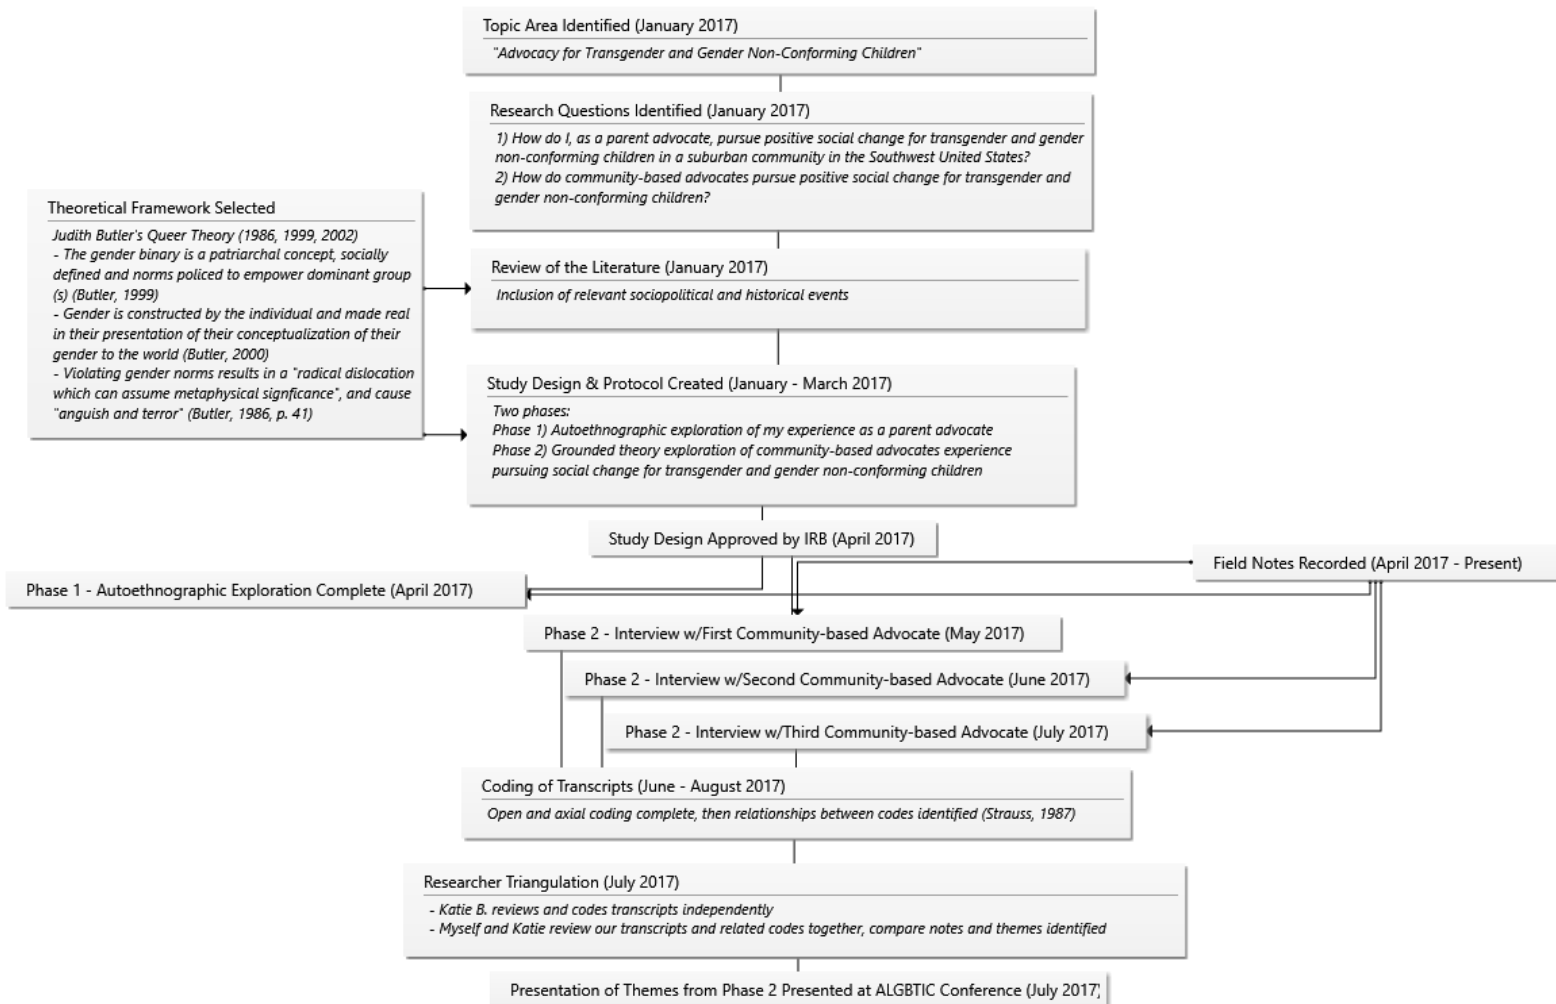 Topic Area Identified (January 2017)
"Advocacy for Transgender and Gender Non-Conforming Children"
Research Questions Identified (January 2017)
1) How do I, as a parent advocate, pursue positive social change for transgender and gender
non-conforming children in a suburban community in the Southwest United States?
2) How do community-based advocates pursue positive social change for transgender and
gender non-conforming children?
Theoretical Framework Selected
Judith Butler's Queer Theory (1986, 1999, 2002)
- The gender binary is a patriarchal concept, socially
defined and norms policed to empower dominant group
(s) (Butler, 1999)
- Gender is constructed by the individual and made real
in their presentation of their conceptualization of their
gender to the world (Butler, 2000)
- Violating gender norms results in a "radical dislocation
which can assume metaphysical signficance", and cause
"anguish and terror" (Butler, 1986, p. 41)
Review of the Literature (January 2017)
Inclusion of relevant sociopolitical and historical events
Study Design & Protocol Created (January - March 2017)
Two phases:
Phase 1) Autoethnographic exploration of my experience as a parent advocate
Phase 2) Grounded theory exploration of community-based advocates experience
pursuing social change for transgender and gender non-conforming children
Study Design Approved by IRB (April 2017)
Field Notes Recorded (April 2017 - Present)
Phase 1 - Autoethnographic Exploration Complete (April 2017)
Phase 2 - Interview w/First Community-based Advocate (May 2017)
Phase 2 - Interview w/Second Community-based Advocate (June 2017)
Phase 2 - Interview w/Third Community-based Advocate (July 2017)
Coding of Transcripts (June - August 2017)
Open and axial coding complete, then relationships between codes identified (Strauss, 1987)
Researcher Triangulation (July 2017)
- Katie B. reviews and codes transcripts independently
- Myself and Katie review our transcripts and related codes together, compare notes and themes identified
Presentation of Themes from Phase 2 Presented at ALGBTIC Conference (July 2017)